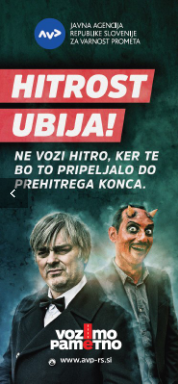 avp
JAVNA AGENCIJA
REPUBLIKE SLOVENIJE
ZA VARNOST PROMETA
HITROST
UBIJA!
NE VOZI HITRO, KER TE
BO TO PRIPELJALO DO
PREHITREGA KONCA.
vozimo
pametno
www.avp-rs.si